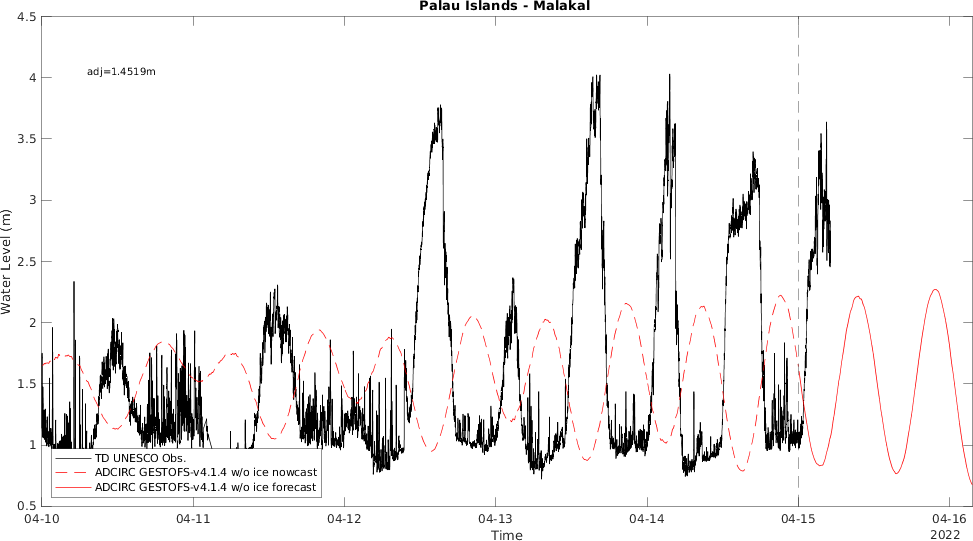 Palau Islands - Malakal
adj=1.4519m
Water Level (m)
4.5
4
3.5
3
2.5
2
1.5
1
0.5
TD UNESCO Obs.
ADCIRC GESTOFS-v4.1.4 w/o ice nowcast
ADCIRC GESTOFS-v4.1.4 w/o ice forecast
04-10 04-11 04-12 04-13 04-14 04-15 04-16
Time
2022